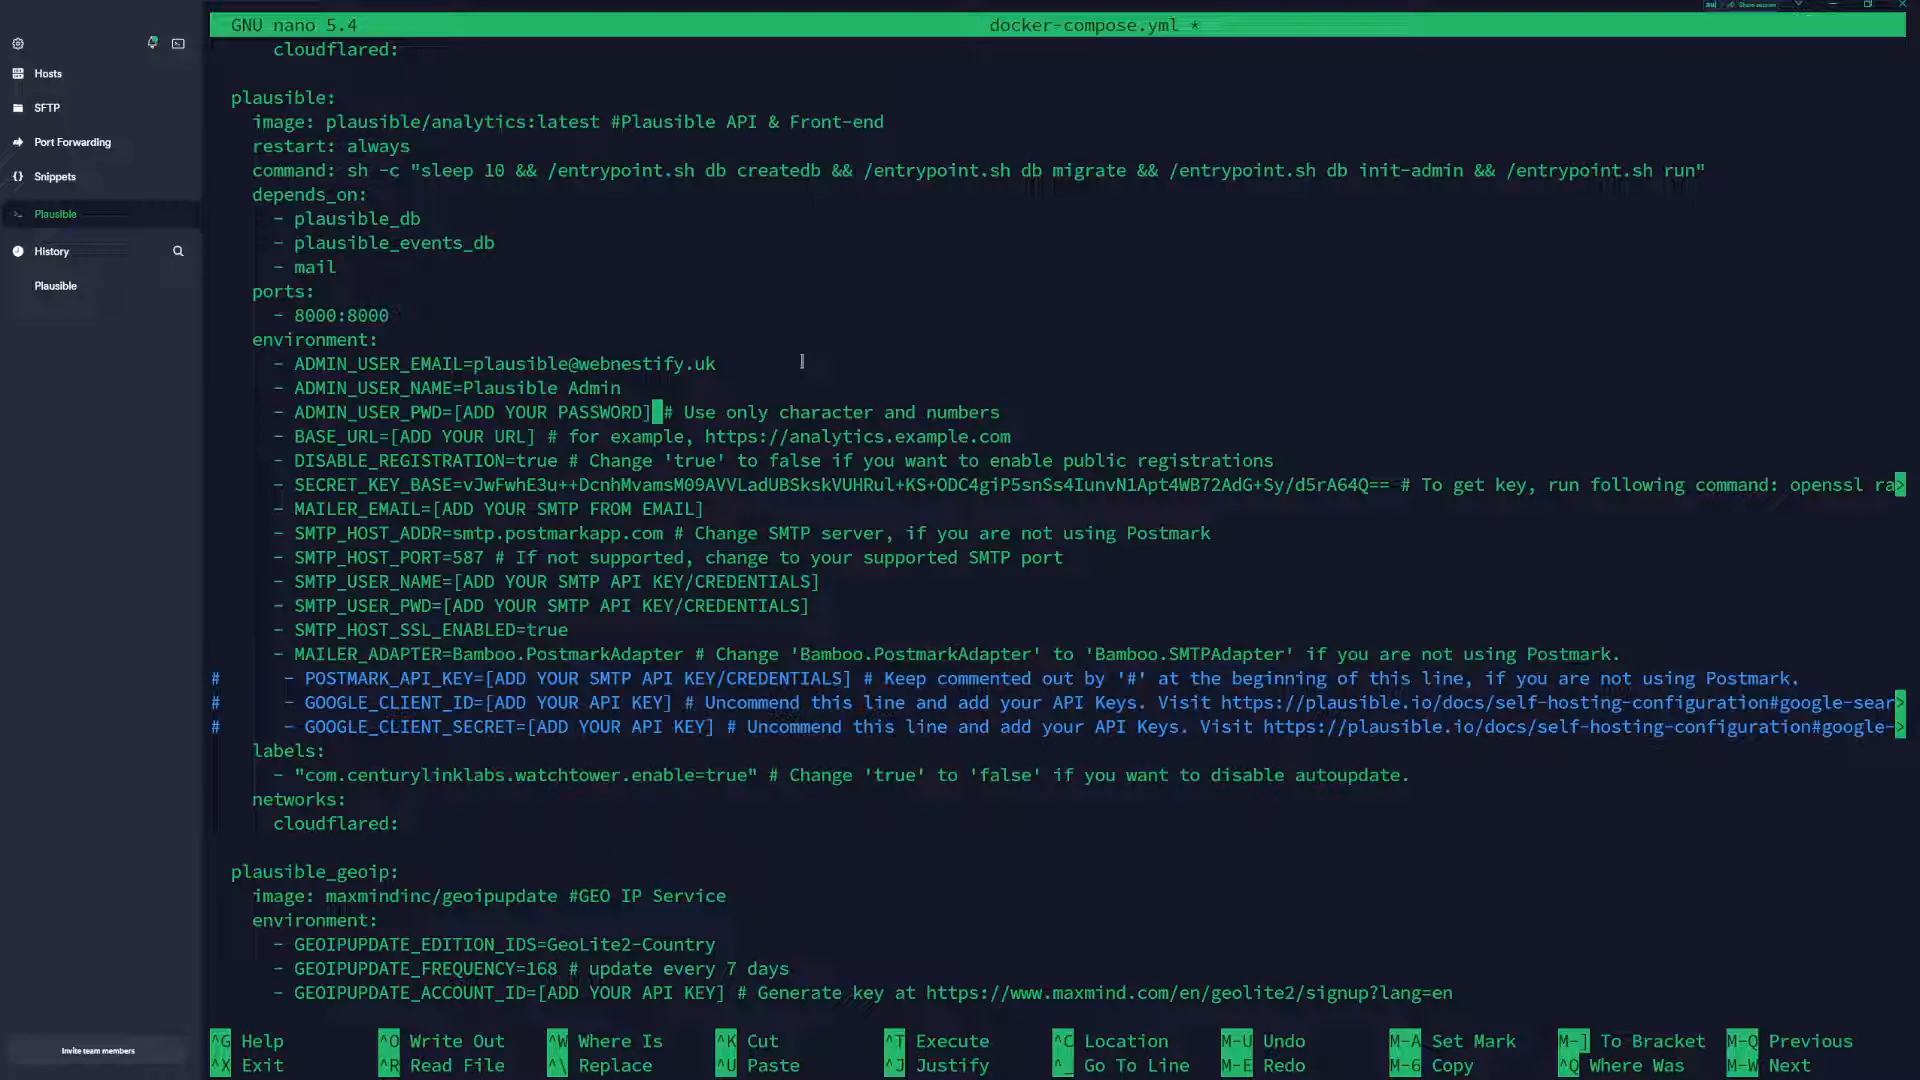 Share session
GNU nano 5.4 docker-compose.yml *
cloudflared:
Hosts
SFTP
Port Forwarding
Snippets
Plausible
History
Plausible
Invite team members
plausible:
image: plausible/analytics:latest #Plausible API & Front-end
restart: always
command: sh -c "sleep 10 && /entrypoint.sh db createdb && /entrypoint.sh db migrate && /entrypoint.sh db init-admin && /entrypoint.sh run"
depends_on:
- plausible_db
- plausible_events_db
- mail
ports:
- 8000:8000
environment:
- ADMIN_USER_EMAIL=plausible@webnestify.uk
- ADMIN_USER_NAME=Plausible Admin
- ADMIN_USER_PWD=[ADD YOUR PASSWORD] # Use only character and numbers
- BASE_URL=[ADD YOUR URL] # for example, https://analytics.example.com
- DISABLE_REGISTRATION=true # Change 'true' to false if you want to enable public registrations
- SECRET_KEY_BASE=vJwFwhE3u++DcnhMvamsM09AVVLadUBSkskVUHRul+KS+ODC4giP5snSs4IunvN1Apt4WB72AdG+Sy/d5rA64Q== # To get key, run following command: openssl ra>
- MAILER_EMAIL=[ADD YOUR SMTP FROM EMAIL]
- SMTP_HOST_ADDR=smtp.postmarkapp.com # Change SMTP server, if you are not using Postmark
- SMTP_HOST_PORT=587 # If not supported, change to your supported SMTP port
- SMTP_USER_NAME=[ADD YOUR SMTP API KEY/CREDENTIALS]
- SMTP_USER_PWD=[ADD YOUR SMTP API KEY/CREDENTIALS]
- SMTP_HOST_SSL_ENABLED=true
- MAILER_ADAPTER=Bamboo.PostmarkAdapter # Change 'Bamboo.PostmarkAdapter' to 'Bamboo.SMTPAdapter' if you are not using Postmark.
# - POSTMARK_API_KEY=[ADD YOUR SMTP API KEY/CREDENTIALS] # Keep commented out by '#' at the beginning of this line, if you are not using Postmark.
# - GOOGLE_CLIENT_ID=[ADD YOUR API KEY] # Uncommend this line and add your API Keys. Visit https://plausible.io/docs/self-hosting-configuration#google-sear>
# - GOOGLE_CLIENT_SECRET=[ADD YOUR API KEY] # Uncommend this line and add your API Keys. Visit https://plausible.io/docs/self-hosting-configuration#google->
labels:
- "com.centurylinklabs.watchtower.enable=true" # Change 'true' to 'false' if you want to disable autoupdate.
networks:
cloudflared:
plausible_geoip:
image: maxmindinc/geoipupdate #GEO IP Service
environment:
- GEOIPUPDATE_EDITION_IDS=GeoLite2-Country
- GEOIPUPDATE_FREQUENCY=168 # update every 7 days
- GEOIPUPDATE_ACCOUNT_ID=[ADD YOUR API KEY] # Generate key at https://www.maxmind.com/en/geolite2/signup?lang=en
^G Help ^O Write Out ^W Where Is ^K Cut ^T Execute ^C Location M-U Undo M-A Set Mark M-] To Bracket M-Q Previous
^X Exit ^R Read File ^\ Replace ^U Paste ^J Justify ^_ Go To Line M-E Redo M-6 Copy ^Q Where Was M-W Next